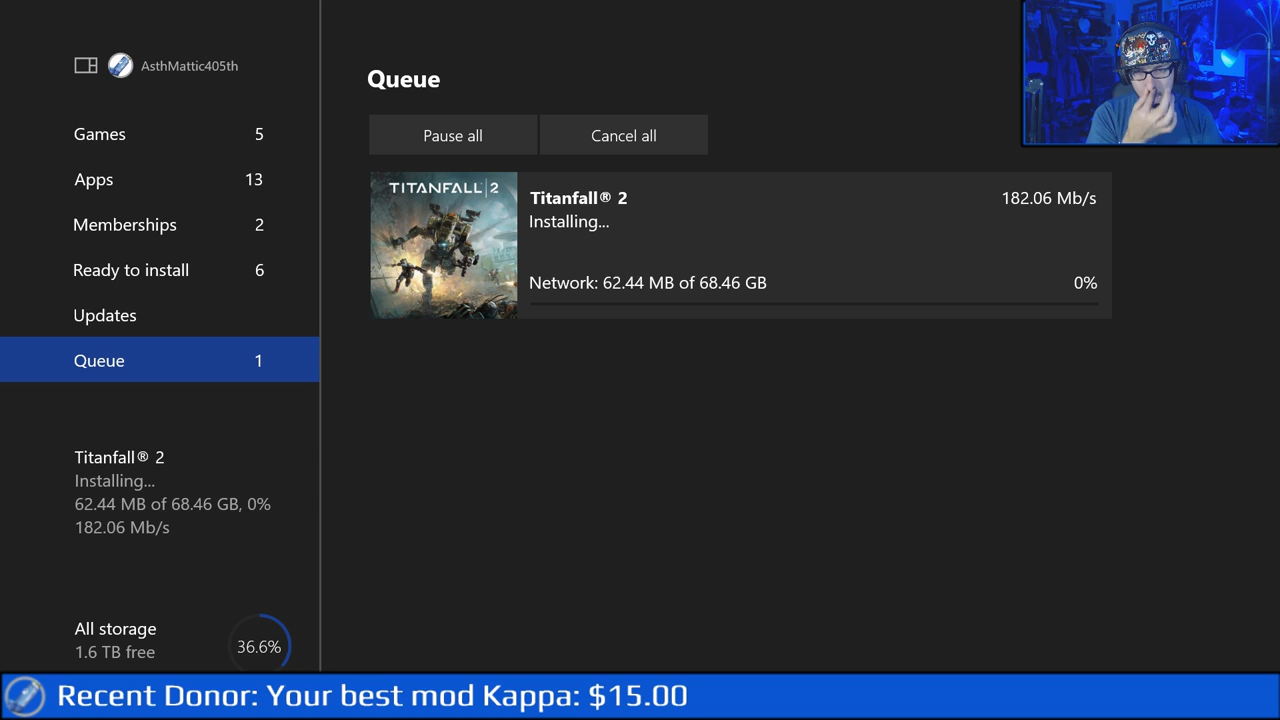 AsthMattic405th
Games 5
Apps 13
Memberships 2
Ready to install 6
Updates
Queue 1
Titanfall® 2
Installing...
62.44 MB of 68.46 GB, 0%
182.06 Mb/s
All storage
1.6 TB free
36.6%
Queue
Pause all Cancel all
TITANFALL|2
Titanfall® 2 182.06 Mb/s
Installing...
Network: 62.44 MB of 68.46 GB 0%
WATCH DOGS
Recent Donor: Your best mod Kappa: $15.00